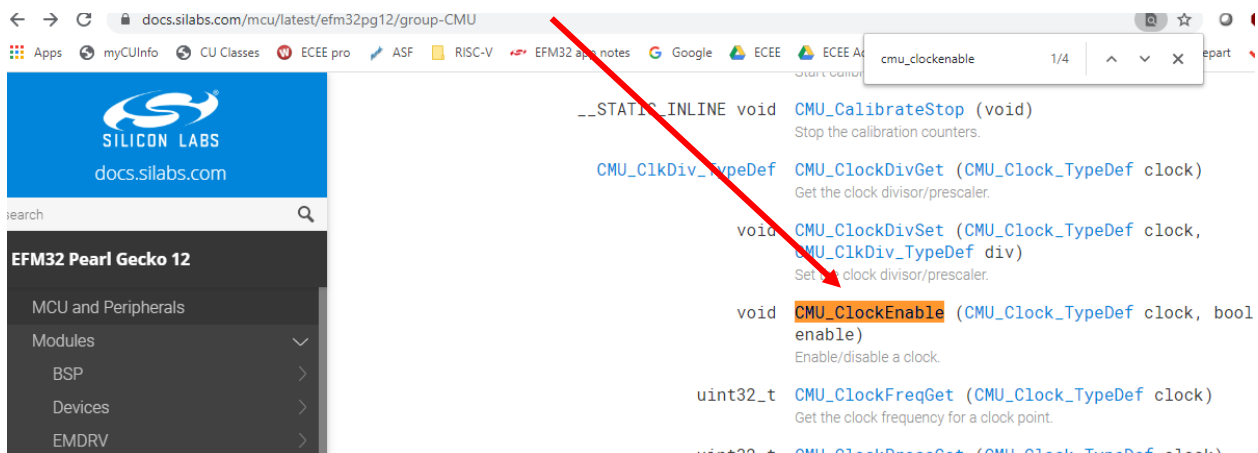 docs.silabs.com/mcu/latest/efm32pg12/group-CMU
Apps myCUInfo CU Classes ECEE pro ASF RISC-V EFM32 app notes Google ECEE ECEE epart
cmu_clockenable 1/4
SILICON LABS
docs.silabs.com
search
EFM32 Pearl Gecko 12
MCU and Peripherals
Modules
BSP
Devices
EMDRV
__STATIC_INLINE void CMU_CalibrateStop (void)
Stop the calibration counters.
CMU_ClkDiv_TypeDef CMU_ClockDivGet (CMU_Clock_TypeDef clock)
Get the clock divisor/prescaler.
void CMU_ClockDivSet (CMU_Clock_TypeDef clock,
CMU_ClkDiv_TypeDef div)
Set the clock divisor/prescaler.
void CMU_ClockEnable (CMU_Clock_TypeDef clock, bool
enable)
Enable/disable a clock.
uint32_t CMU_ClockFreqGet (CMU_Clock_TypeDef clock)
Get the clock frequency for a clock point.